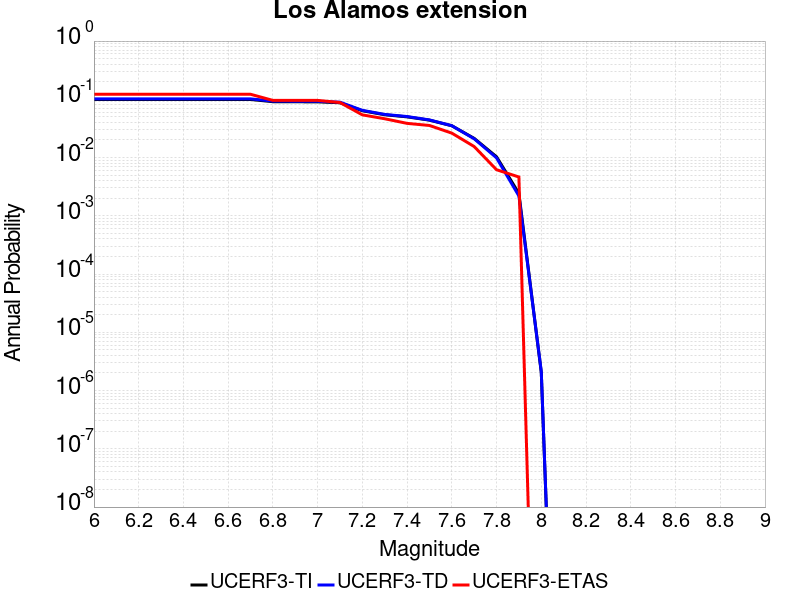 Los Alamos extension
Annual Probability
10^0
10^-1
10^-2
10^-3
10^-4
10^-5
10^-6
10^-7
10^-8
6 6.2 6.4 6.6 6.8 7 7.2 7.4 7.6 7.8 8 8.2 8.4 8.6 8.8 9
Magnitude
UCERF3-TI UCERF3-TD UCERF3-ETAS